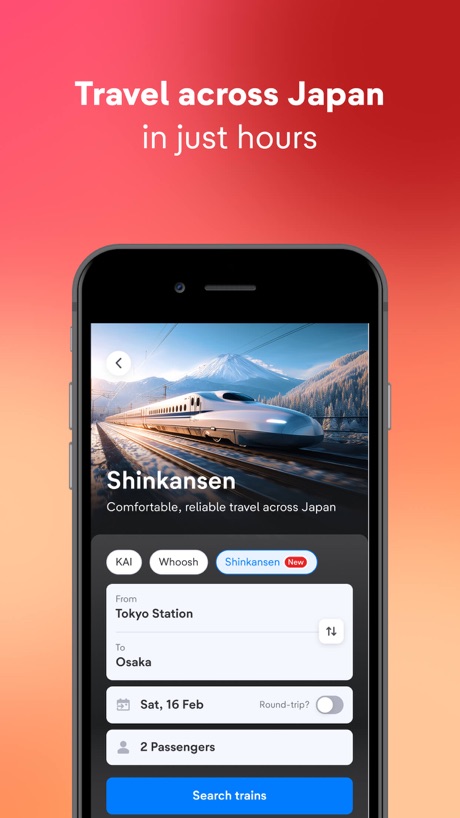 Travel across Japan
in just hours
Shinkansen
Comfortable, reliable travel across Japan
KAI Whoosh Shinkansen New
From
Tokyo Station
To
Osaka
Sat, 16 Feb Round-trip?
2 Passengers
Search trains